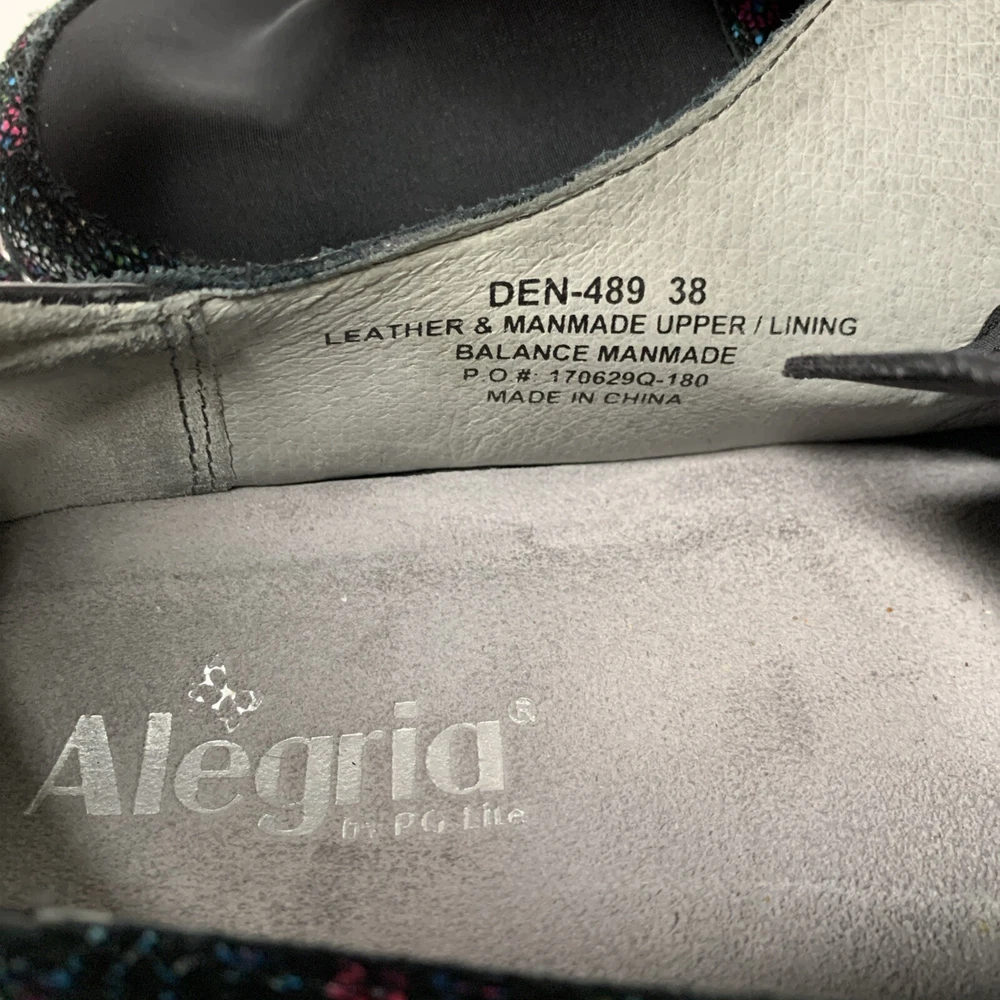 DEN-489 38
LEATHER & MANMADE UPPER / LINING
BALANCE MANMADE
P.O #: 170629Q-180
MADE IN CHINA
Alegria®
by PG Lite